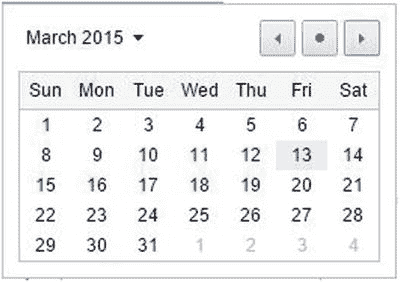 March 2015
Sun Mon Tue Wed Thu Fri Sat
1 2 3 4 5 6 7
8 9 10 11 12 13 14
15 16 17 18 19 20 21
22 23 24 25 26 27 28
29 30 31 1 2 3 4